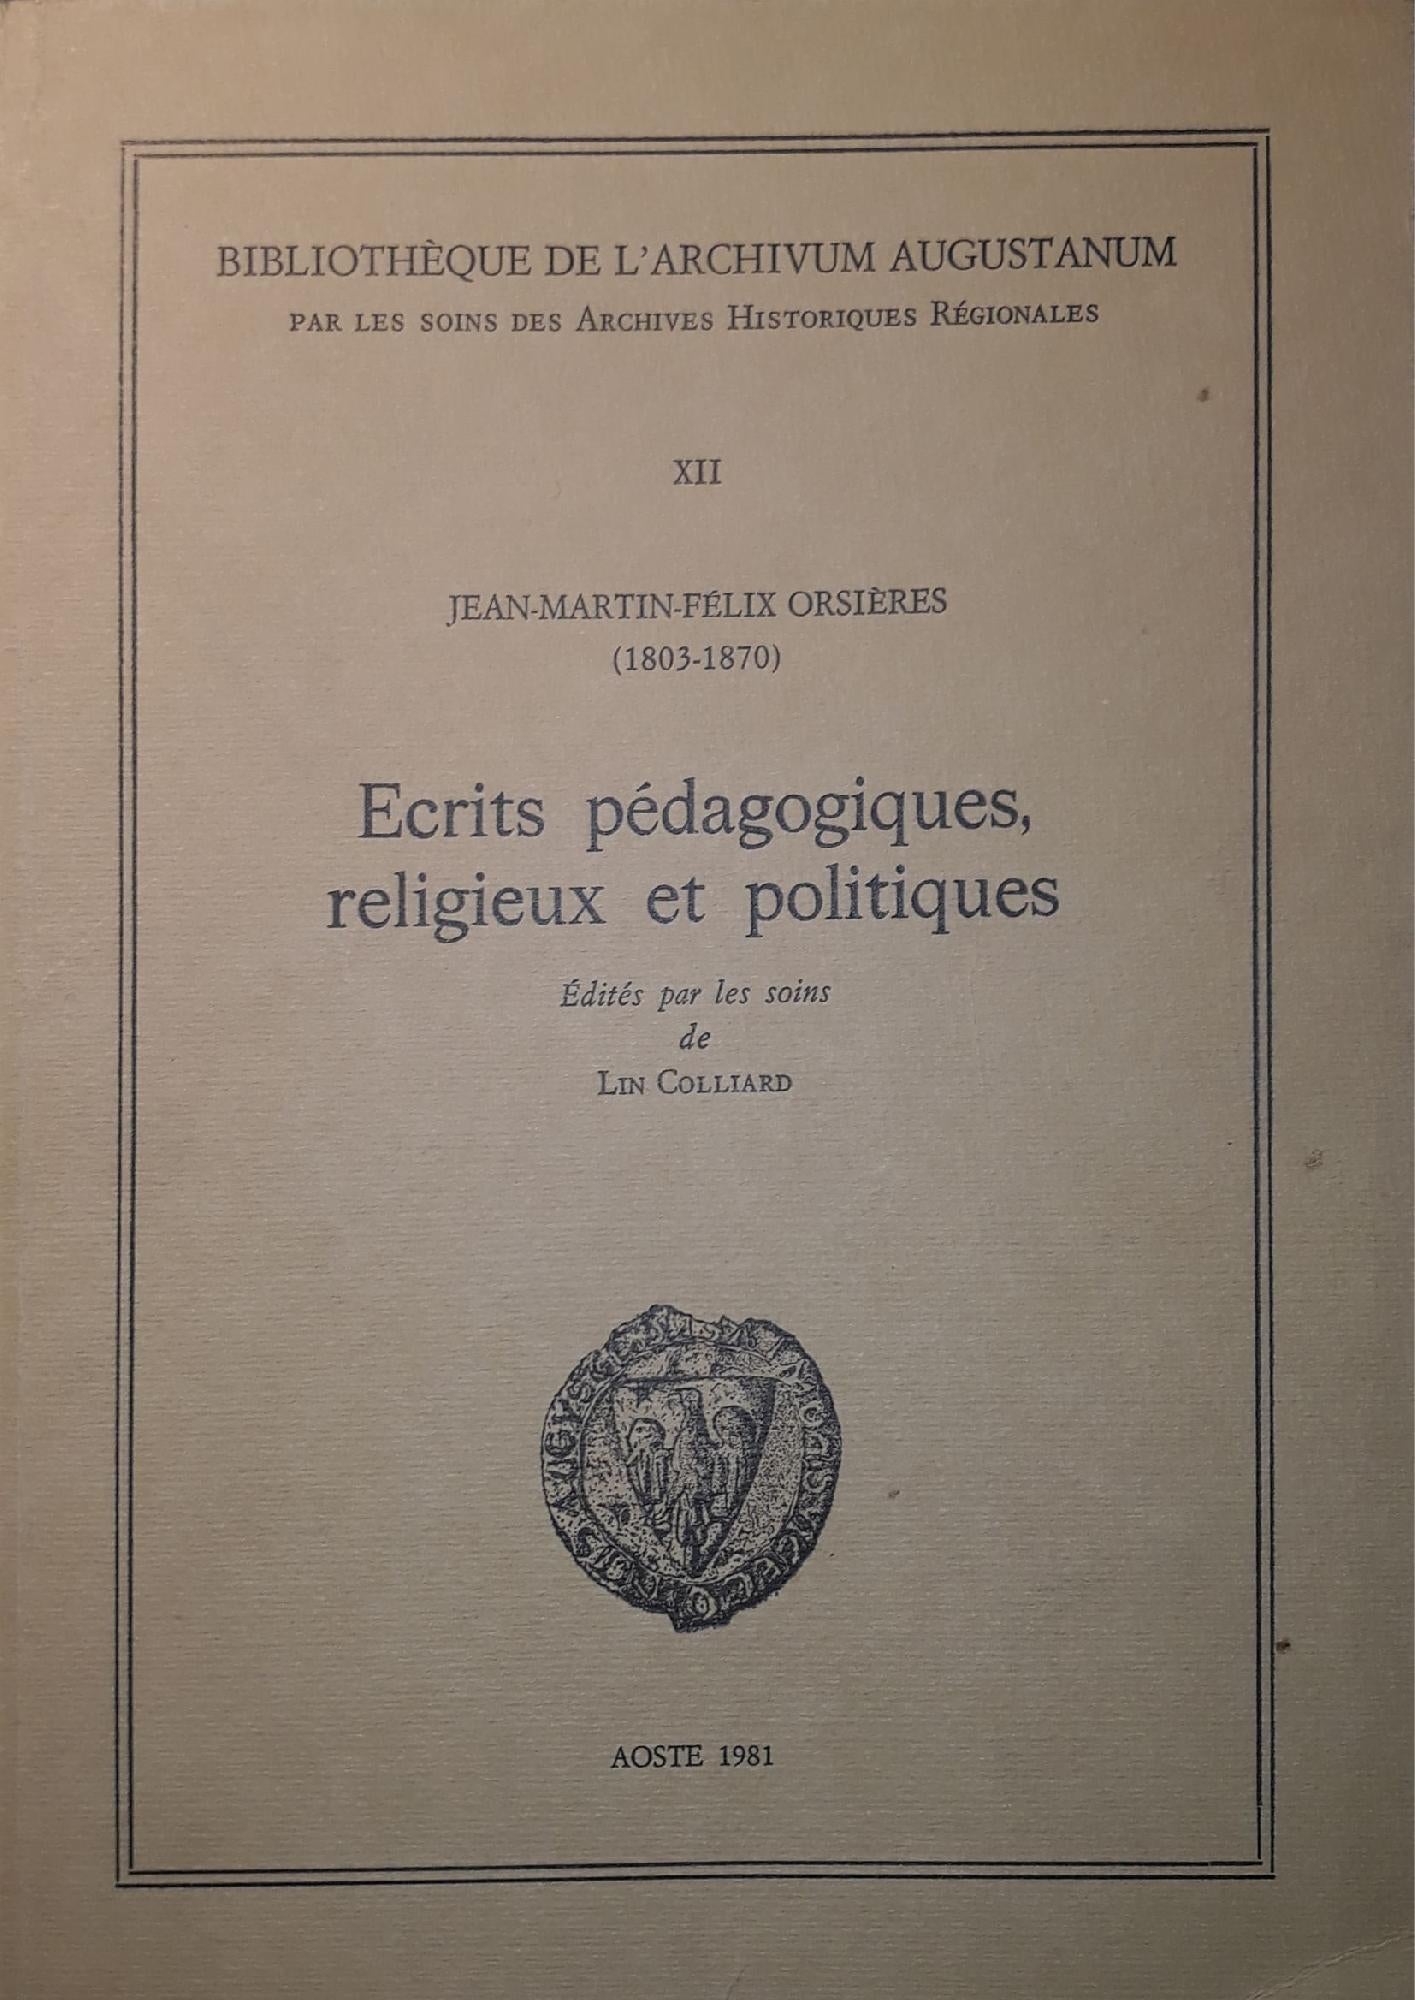 BIBLIOTHÈQUE DE L'ARCHIVUM AUGUSTANUM
PAR LES SOINS DES ARCHIVES HISTORIQUES RÉGIONALES
XII
JEAN-MARTIN-FÉLIX ORSIÈRES
(1803-1870)
Ecrits pédagogiques,
religieux et politiques
Édités par les soins
de
LIN COLLIARD
AOSTE 1981